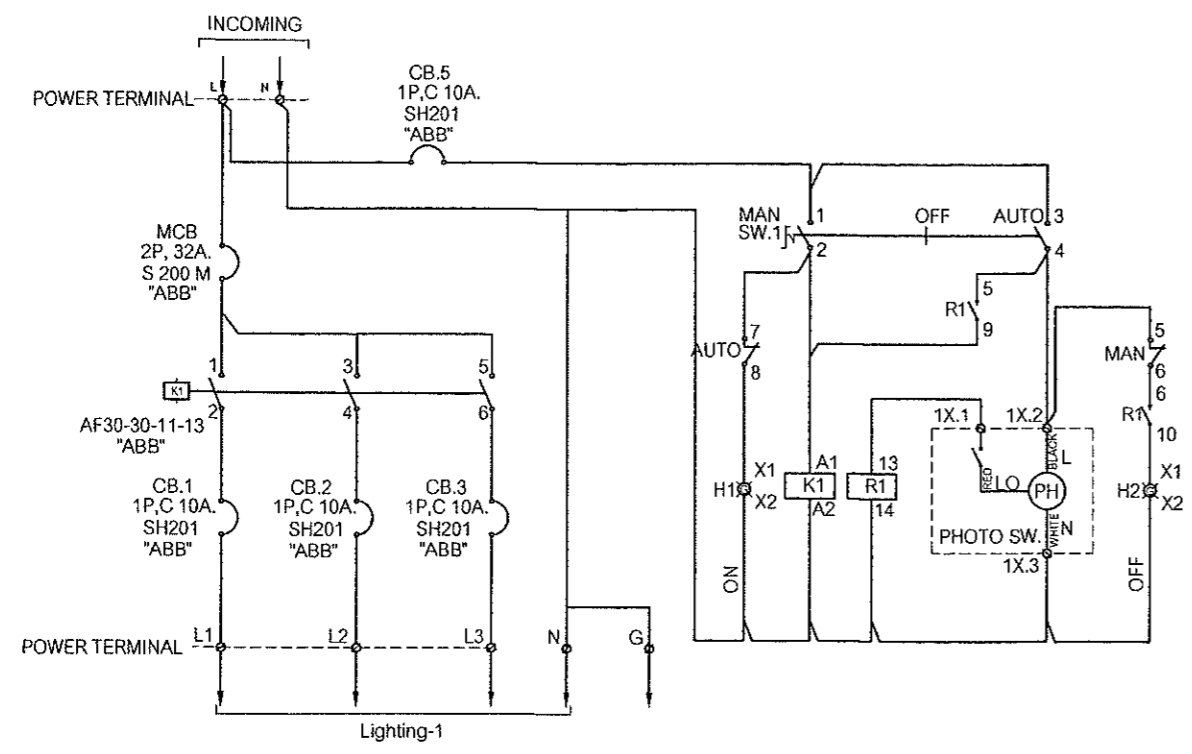 INCOMING
L
N
POWER TERMINAL
CB.5
1P,C 10A.
SH201
"ABB"
MCB
2P, 32A.
S 200 M
"ABB"
MAN
SW.1
1
2
OFF
AUTO
3
4
5
R1
9
7
AUTO
8
5
MAN
6
6
R1
10
1
3
5
K1
2
4
6
AF30-30-11-13
"ABB"
1X.1
1X.2
BLACK
L
RED
LO
PH
WHITE
N
PHOTO SW.
1X.3
X1
H1
X2
A1
K1
A2
13
R1
14
X1
H2
X2
CB.1
1P,C 10A.
SH201
"ABB"
CB.2
1P,C 10A.
SH201
"ABB"
CB.3
1P,C 10A.
SH201
"ABB"
ON
OFF
POWER TERMINAL
L1
L2
L3
N
G
Lighting-1